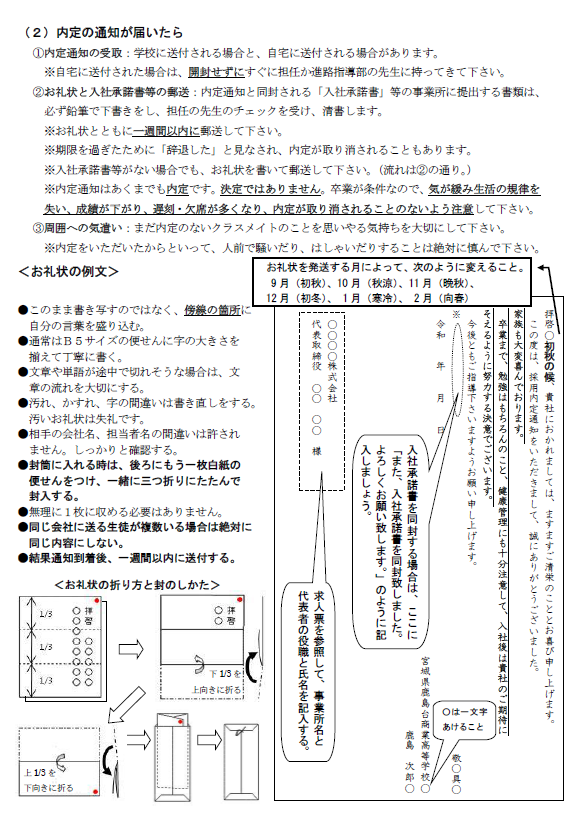 （２）内定の通知が届いたら
①内定通知の受取：学校に送付される場合と、自宅に送付される場合があります。
※自宅に送付された場合は、開封せずにすぐに担任か進路指導部の先生に持ってきて下さい。
②お礼状と入社承諾書等の郵送：内定通知と同封される「入社承諾書」等の事業所に提出する書類は、
必ず鉛筆で下書きをし、担任の先生のチェックを受け、清書します。
※お礼状とともに一週間以内に郵送して下さい。
※期限を過ぎたために「辞退した」と見なされ、内定が取り消されることもあります。
※入社承諾書等がない場合でも、お礼状を書いて郵送して下さい。（流れは②の通り。）
※内定通知はあくまでも内定です。決定ではありません。卒業が条件なので、気が緩み生活の規律を
失い、成績が下がり、遅刻・欠席が多くなり、内定が取り消されることのないよう注意して下さい。
③周囲への気遣い：まだ内定のないクラスメイトのことを思いやる気持ちを大切にして下さい。
※内定をいただいたからといって、人前で騒いだり、はしゃいだりすることは絶対に慎んで下さい。
＜お礼状の例文＞
お礼状を発送する月によって、次のように変えること。
９月（初秋）、１０月（秋涼）、１１月（晩秋）、
１２月（初冬）、　１月（寒冷）、　２月（向春）
●このまま書き写すのではなく、傍線の箇所に
自分の言葉を盛り込む。
●通常はＢ５サイズの便せんに字の大きさを
揃えて丁寧に書く。
●文章や単語が途中で切れそうな場合は、文
章の流れを大切にする。
●汚れ、かすれ、字の間違いは書き直しをする。
汚いお礼状は失礼です。
●相手の会社名、担当者名の間違いは許され
ません。しっかりと確認する。
●封筒に入れる時は、後ろにもう一枚白紙の
便せんをつけ、一緒に三つ折りにたたんで
封入する。
●無理に１枚に収める必要はありません。
●同じ会社に送る生徒が複数いる場合は絶対に
同じ内容にしない。
●結果通知到着後、一週間以内に送付する。
拝啓○初秋の候、貴社におかれましては、ますますご清栄のこととお喜び申し上げます。
この度は、採用内定通知をいただきまして、誠にありがとうございました。
家族も大変喜んでおります。
卒業まで、勉強はもちろんのこと、健康管理にも十分注意して、入社後は貴社のご期待に
そえるように努力する決意でございます。
今後ともご指導下さいますようお願い申し上げます。
※
敬○具○
令和　年　月　日
宮城県鹿島台商業高等学校○
鹿島　次郎○
○○○○株式会社
代表取締役　○○　○○　様
入社承諾書を同封する場合は、ここに
「また、入社承諾書を同封致しました。
よろしくお願い致します。」のように記
入しましょう。
求人票を参照して、事業所名と
代表者の役職と氏名を記入する。
○は一文字
あけること
＜お礼状の折り方と封のしかた＞
1/3
1/3
1/3
○拝
○啓
○拝
○啓
下 1/3 を
上向きに折る
上 1/3 を
下向きに折る